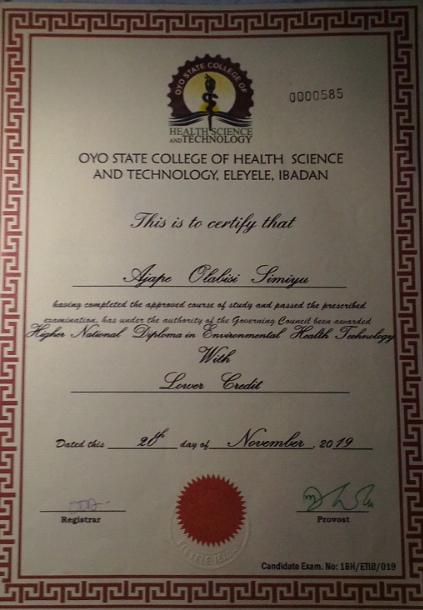 OYO STATE COLLEGE OF
HEALTH SCIENCE
AND TECHNOLOGY
0000585
OYO STATE COLLEGE OF HEALTH SCIENCE
AND TECHNOLOGY, ELEYELE, IBADAN
This is to certify that
Ajape Olabisi Simiyu
having completed the approved course of study and passed the prescribed
examination, has under the authority of the Governing Council been awarded
Higher National Diploma in Environmental Health Technology
With
Lower Credit
Dated this 20th day of November, 2019
Registrar
Provost
Candidate Exam. No: